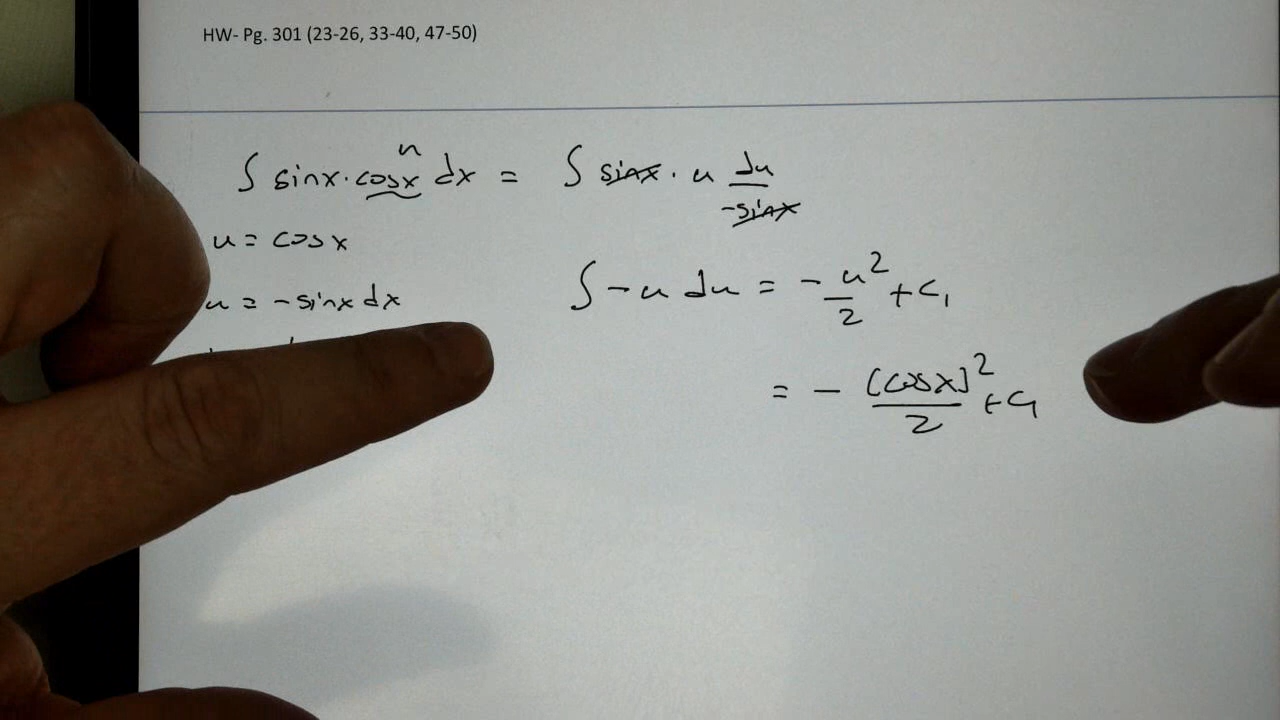 HW- Pg. 301 (23-26, 33-40, 47-50)
u
∫ sinx · cosx dx = ∫ sinx · u du/-sinx
u = cosx
u = -sinx dx
∫ -u du = -u²/2 + C₁
= - (cosx)²/2 + C₁